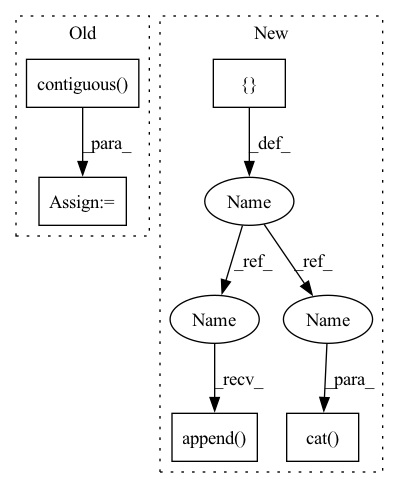 Old
New
contiguous()
{}
_para_
_def_
Assign:=
Name
_ref_
_ref_
Name
Name
_recv_
_para_
append()
cat()